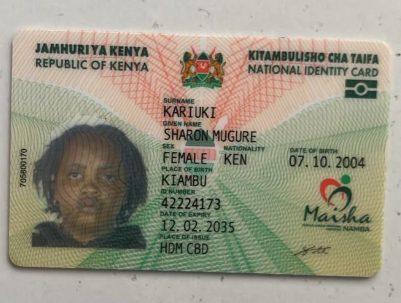 JAMHURI YA KENYA
REPUBLIC OF KENYA
KITAMBULISHO CHA TAIFA
NATIONAL IDENTITY CARD
SURNAME
KARIUKI
GIVEN NAME
SHARON MUGURE
SEX NATIONALITY DATE OF BIRTH
FEMALE KEN 07.10.2004
PLACE OF BIRTH
KIAMBU
ID NUMBER
42224173
DATE OF EXPIRY
12.02.2035
PLACE OF ISSUE
HDM CBD
Maisha
NAMBA
705800170